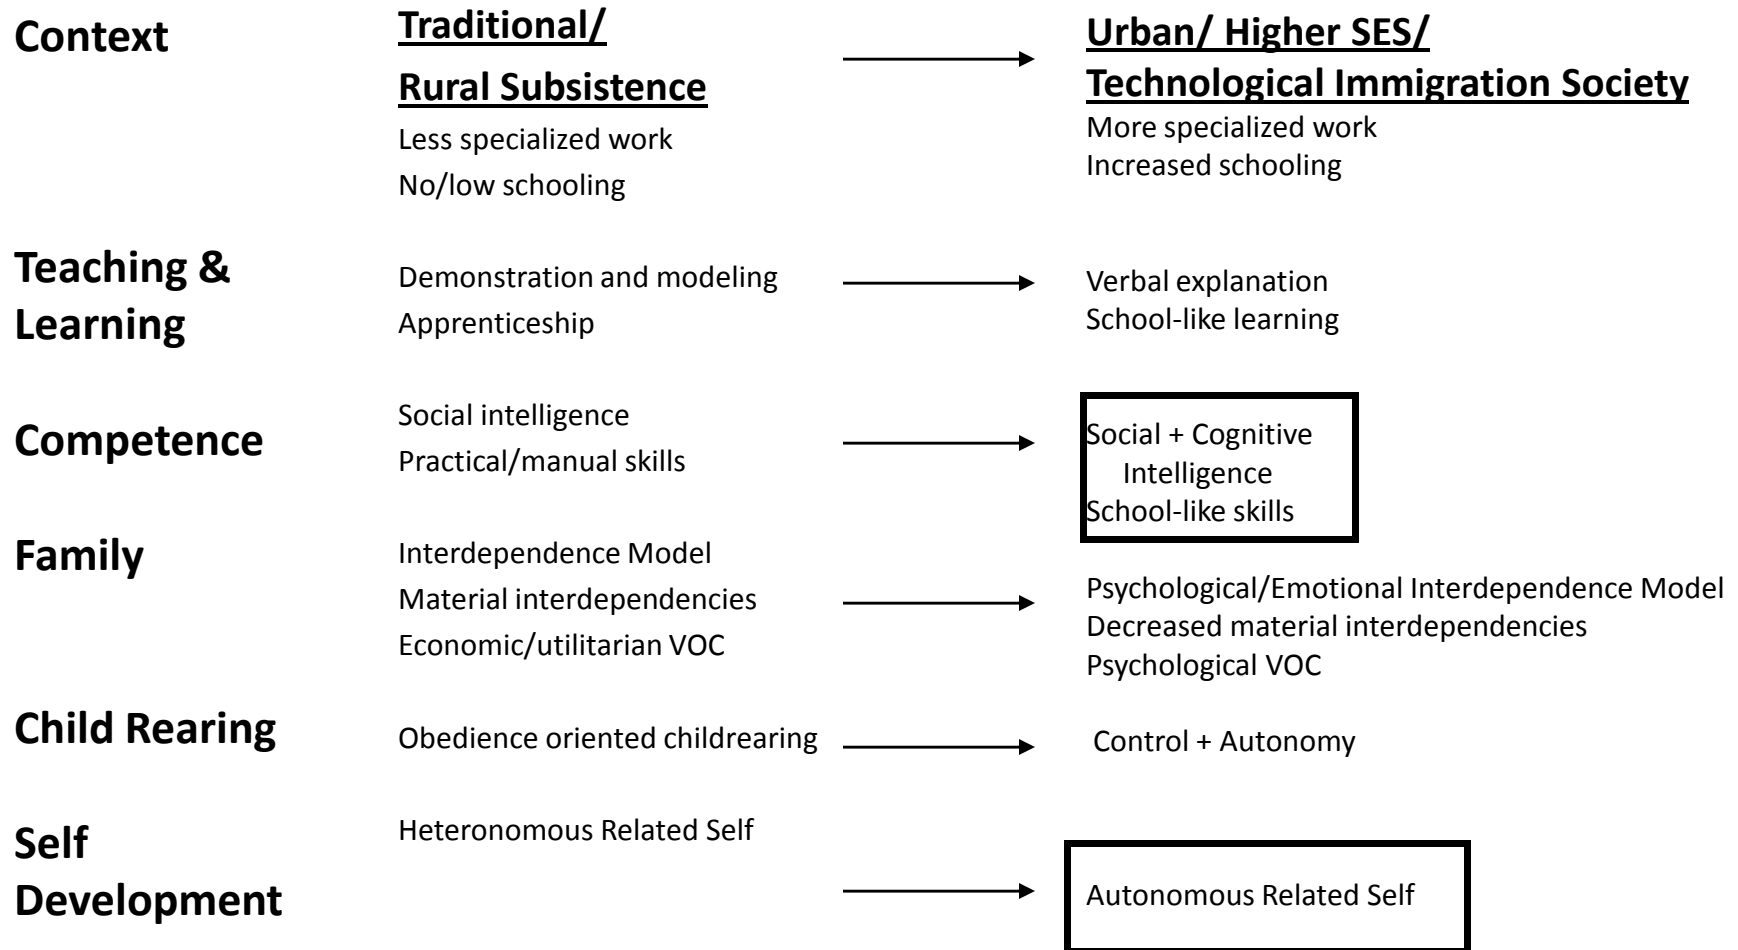 Context
Traditional/
Rural Subsistence
Less specialized work
No/low schooling
Urban/ Higher SES/
Technological Immigration Society
More specialized work
Increased schooling
Teaching &
Learning
Demonstration and modeling
Apprenticeship
Verbal explanation
School-like learning
Competence
Social intelligence
Practical/manual skills
Social + Cognitive
Intelligence
School-like skills
Family
Interdependence Model
Material interdependencies
Economic/utilitarian VOC
Psychological/Emotional Interdependence Model
Decreased material interdependencies
Psychological VOC
Child Rearing
Obedience oriented childrearing
Control + Autonomy
Self
Development
Heteronomous Related Self
Autonomous Related Self